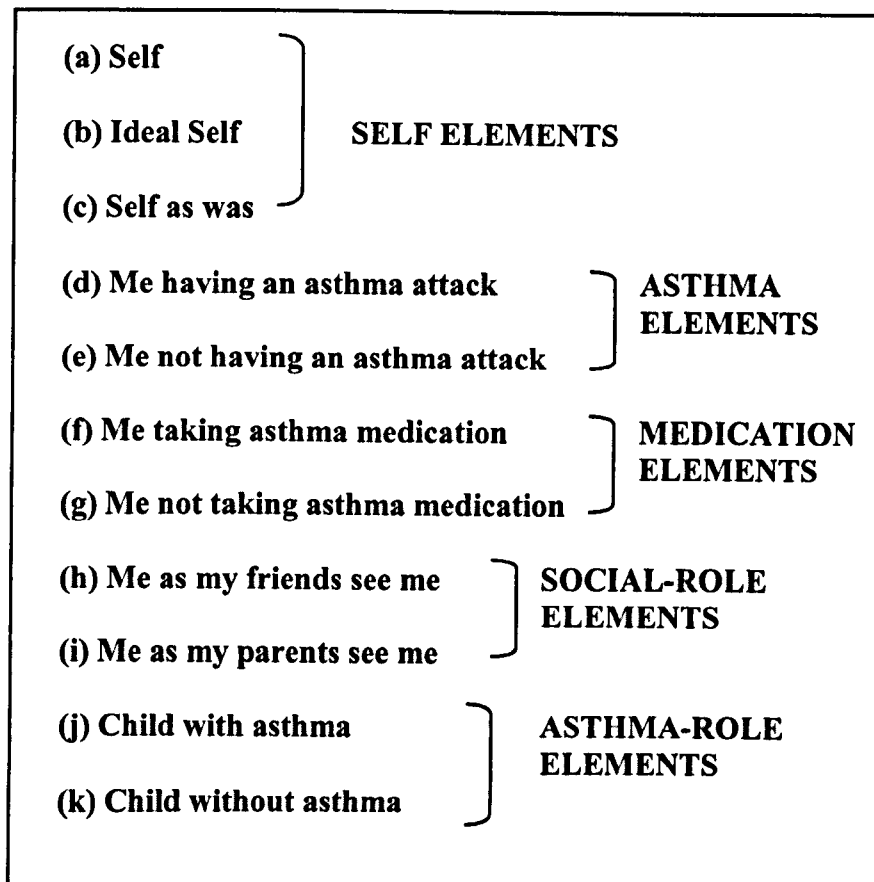 (a) Self
(b) Ideal Self
SELF ELEMENTS
(c) Self as was
(d) Me having an asthma attack
ASTHMA
ELEMENTS
(e) Me not having an asthma attack
(f) Me taking asthma medication
MEDICATION
ELEMENTS
(g) Me not taking asthma medication
(h) Me as my friends see me
SOCIAL-ROLE
ELEMENTS
(i) Me as my parents see me
(j) Child with asthma
ASTHMA-ROLE
ELEMENTS
(k) Child without asthma